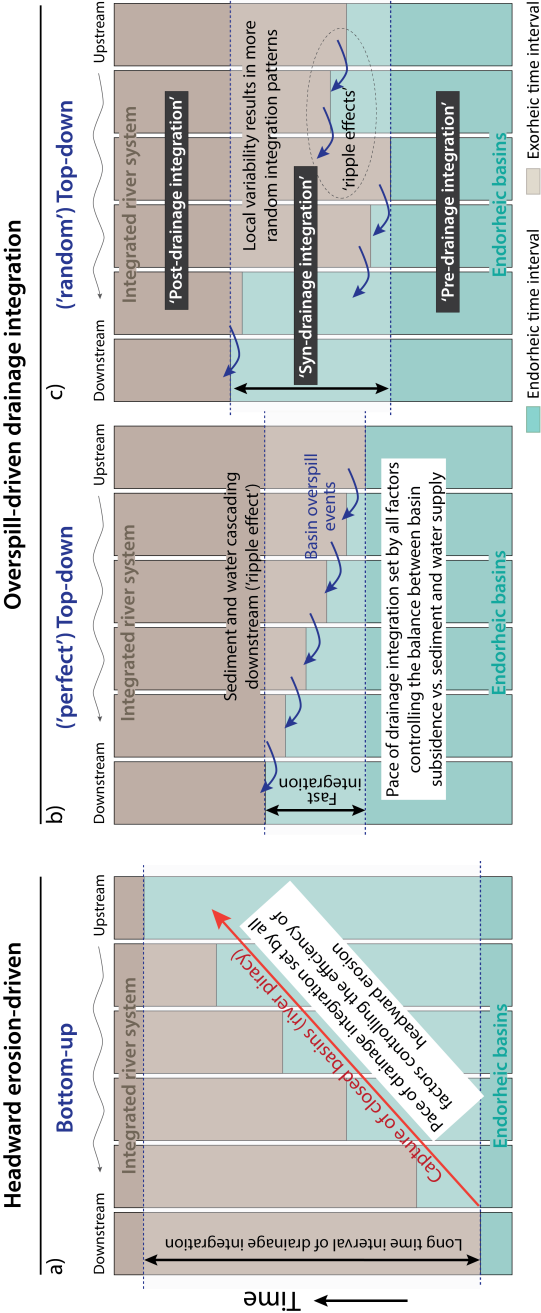 Headward erosion-driven
Overspill-driven drainage integration
a)
Bottom-up
Downstream
Upstream
Integrated river system
Long time interval of drainage integration
Capture of closed basins (river piracy)
Pace of drainage integration set by all
factors controlling the efficiency of
headward erosion
Endorheic basins
Time
b)
('perfect') Top-down
Downstream
Upstream
Integrated river system
Sediment and water cascading
downstream ('ripple effect')
Basin overspill
events
Fast
integration
Pace of drainage integration set by all factors
controlling the balance between basin
subsidence vs. sediment and water supply
Endorheic basins
c)
('random') Top-down
Downstream
Upstream
Integrated river system
'Post-drainage integration'
Local variability results in more
random integration patterns
'Syn-drainage integration'
'ripple effects'
'Pre-drainage integration'
Endorheic basins
Endorheic time interval
Exorheic time interval